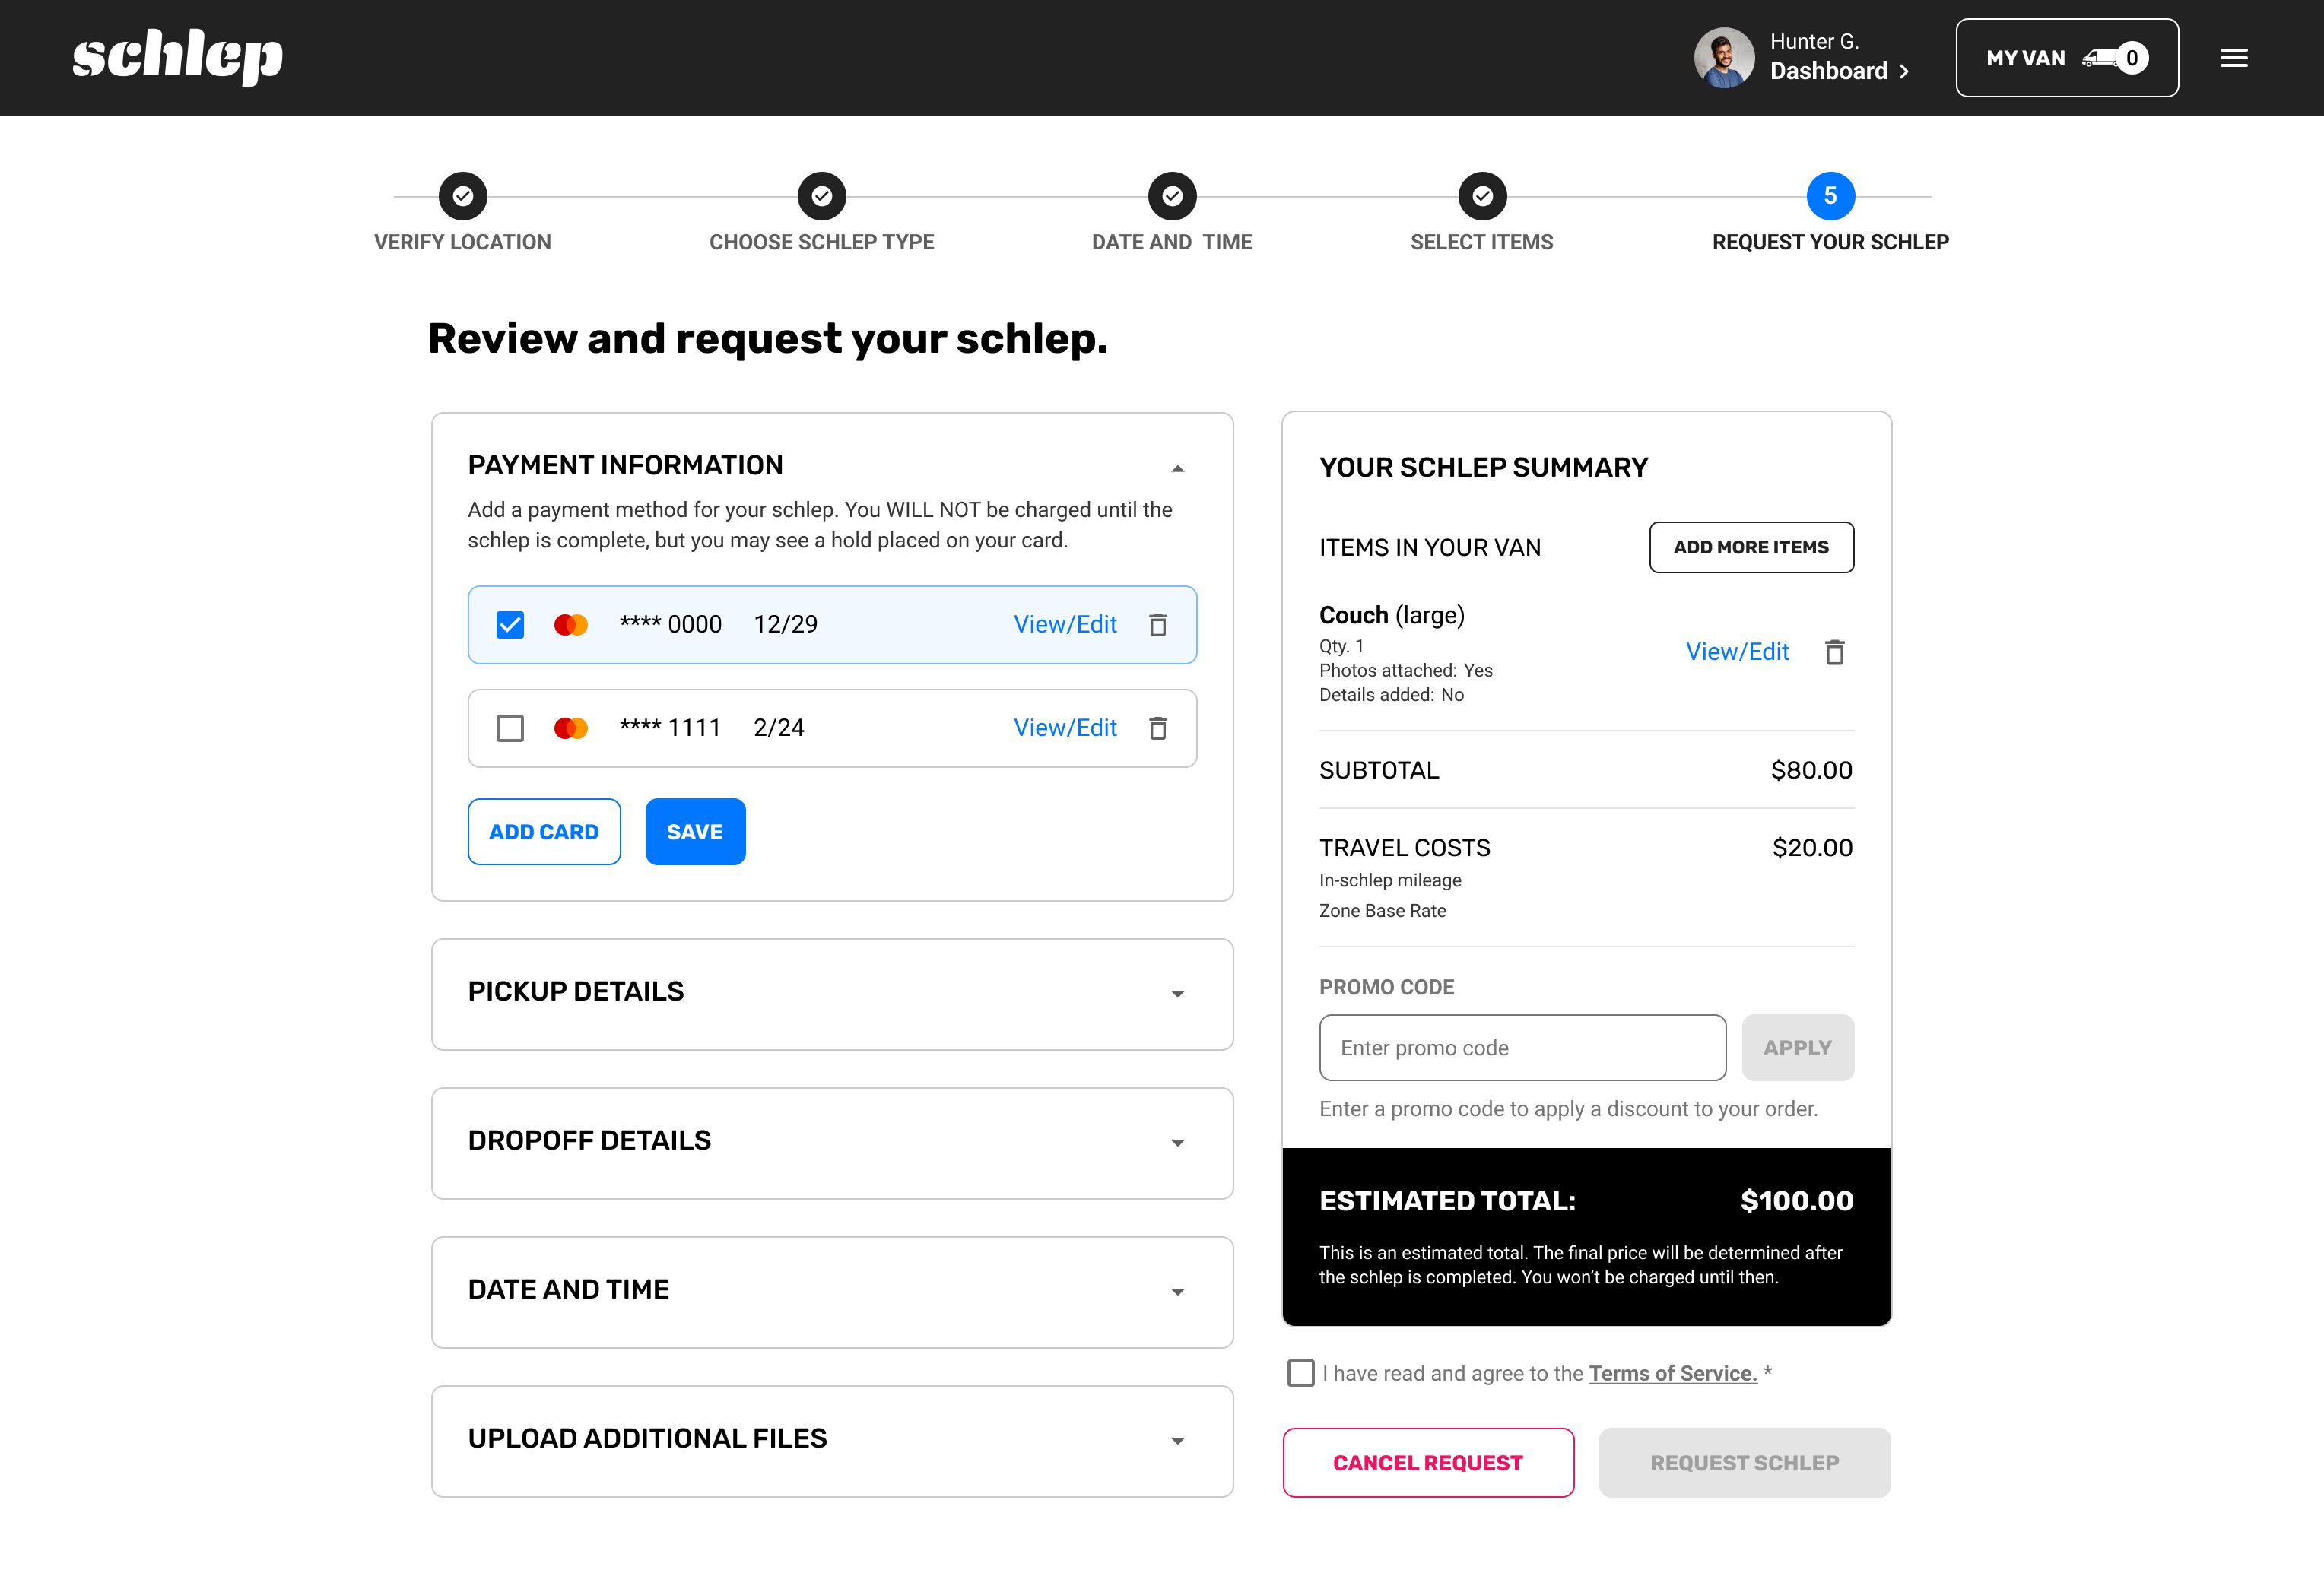 schlep
Hunter G.
Dashboard
MY VAN 0
5
VERIFY LOCATION
CHOOSE SCHLEP TYPE
DATE AND TIME
SELECT ITEMS
REQUEST YOUR SCHLEP
Review and request your schlep.
PAYMENT INFORMATION
Add a payment method for your schlep. You WILL NOT be charged until the
schlep is complete, but you may see a hold placed on your card.
**** 0000 12/29 View/Edit
**** 1111 2/24 View/Edit
ADD CARD
SAVE
PICKUP DETAILS
DROPOFF DETAILS
DATE AND TIME
UPLOAD ADDITIONAL FILES
YOUR SCHLEP SUMMARY
ITEMS IN YOUR VAN
ADD MORE ITEMS
Couch (large)
Qty. 1
Photos attached: Yes
Details added: No
View/Edit
SUBTOTAL $80.00
TRAVEL COSTS $20.00
In-schlep mileage
Zone Base Rate
PROMO CODE
Enter promo code
APPLY
Enter a promo code to apply a discount to your order.
ESTIMATED TOTAL: $100.00
This is an estimated total. The final price will be determined after
the schlep is completed. You won’t be charged until then.
I have read and agree to the Terms of Service. *
CANCEL REQUEST
REQUEST SCHLEP